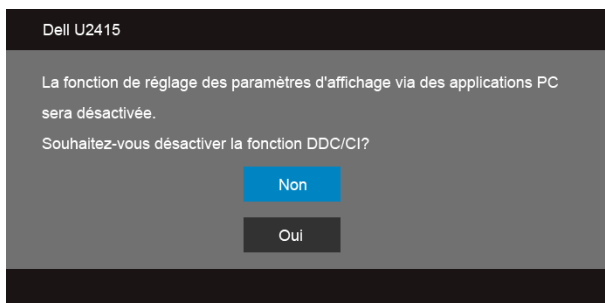 Dell U2415
La fonction de réglage des paramètres d'affichage via des applications PC
sera désactivée.
Souhaitez-vous désactiver la fonction DDC/CI?
Non
Oui